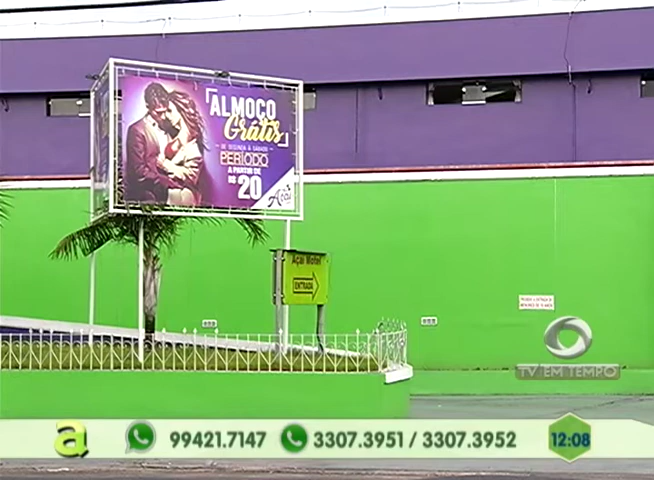 ALMOÇO
Grátis
DE SEGUNDA À SÁBADO
PERÍODO
A PARTIR DE
R$ 20
Açaí
Açai Motel
ENTRADA
TV EM TEMPO
a 99421.7147 3307.3951 / 3307.3952 12:08